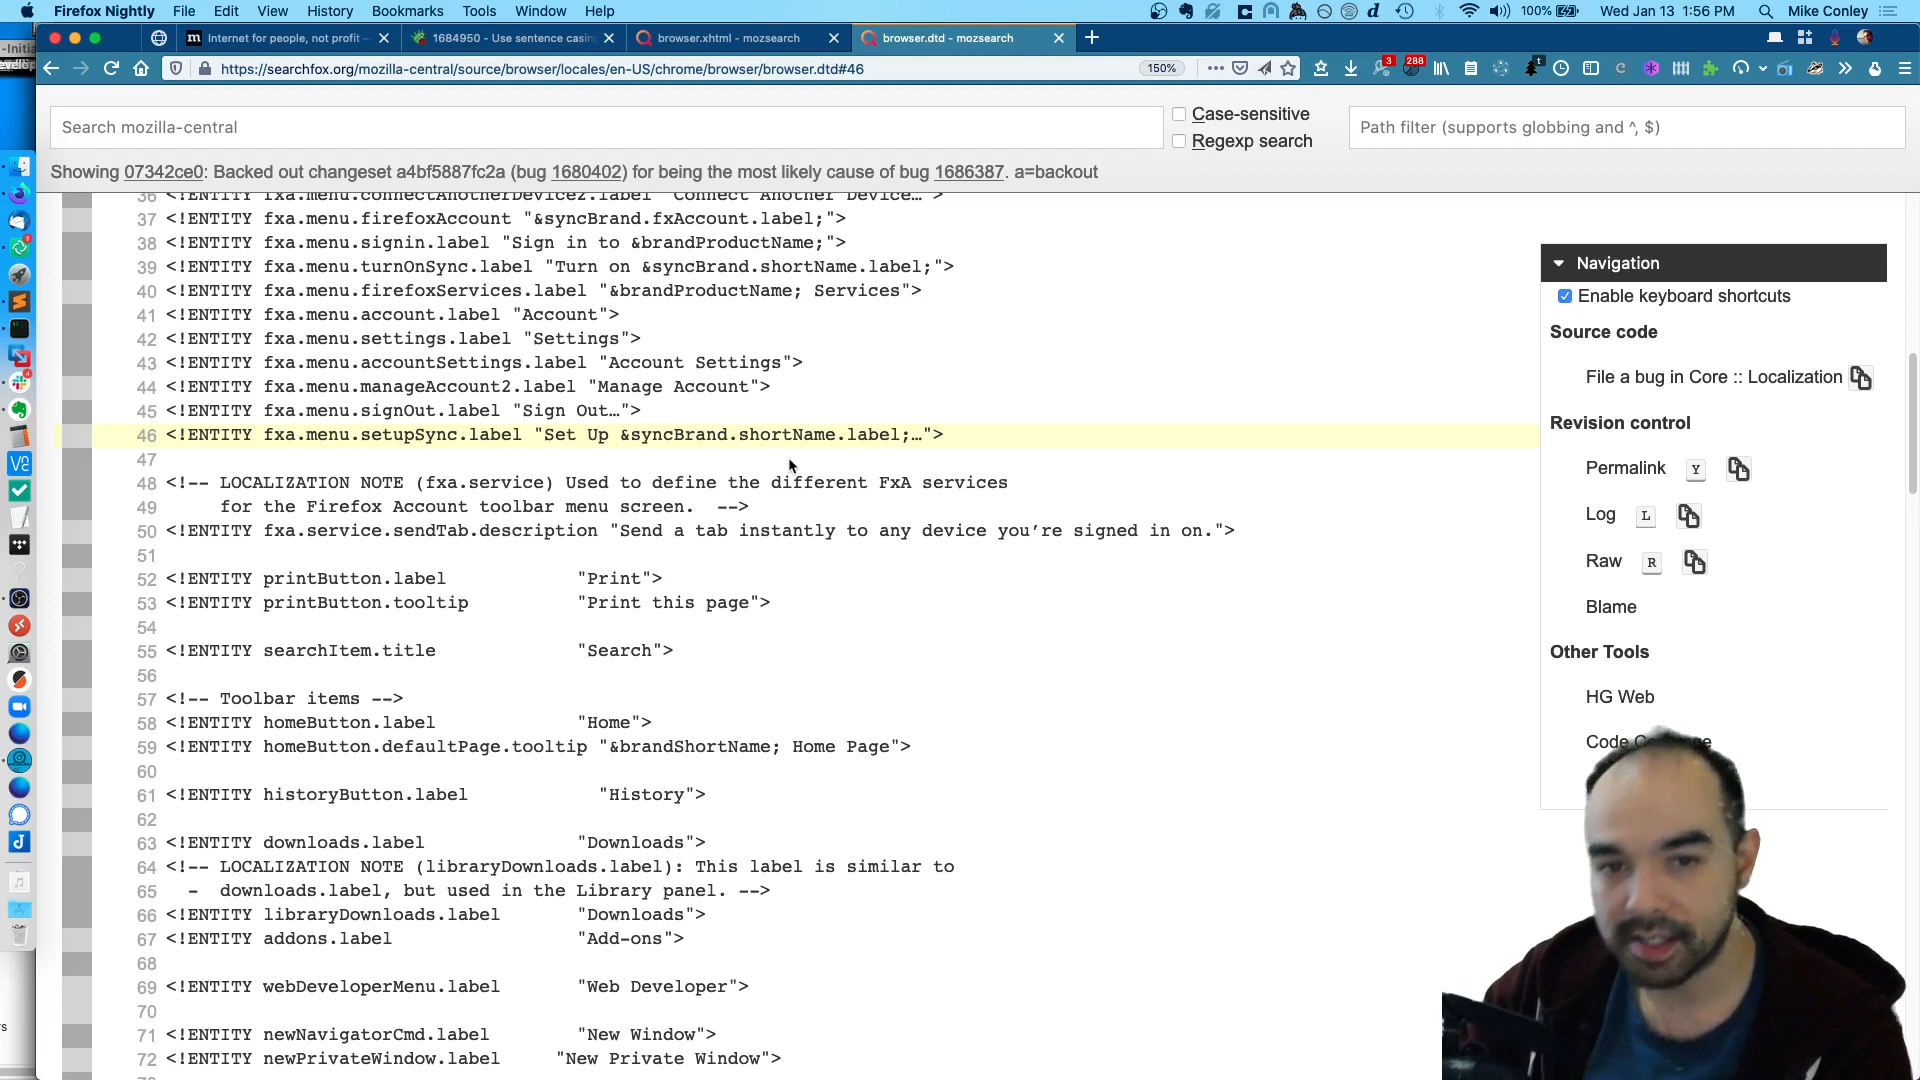 Firefox Nightly File Edit View History Bookmarks Tools Window Help 100% Wed Jan 13 1:56 PM Mike Conley
Internet for people, not profit — 1684950 - Use sentence casin browser.xhtml - mozsearch browser.dtd - mozsearch
https://searchfox.org/mozilla-central/source/browser/locales/en-US/chrome/browser/browser.dtd#46 150% 3 288
Search mozilla-central
Case-sensitive
Regexp search
Path filter (supports globbing and ^, $)
Showing 07342ce0: Backed out changeset a4bf5887fc2a (bug 1680402) for being the most likely cause of bug 1686387. a=backout
36 <!ENTITY fxa.menu.connectAnotherDevice2.label "Connect Another Device…">
37 <!ENTITY fxa.menu.firefoxAccount "&syncBrand.fxAccount.label;">
38 <!ENTITY fxa.menu.signin.label "Sign in to &brandProductName;">
39 <!ENTITY fxa.menu.turnOnSync.label "Turn on &syncBrand.shortName.label;">
40 <!ENTITY fxa.menu.firefoxServices.label "&brandProductName; Services">
41 <!ENTITY fxa.menu.account.label "Account">
42 <!ENTITY fxa.menu.settings.label "Settings">
43 <!ENTITY fxa.menu.accountSettings.label "Account Settings">
44 <!ENTITY fxa.menu.manageAccount2.label "Manage Account">
45 <!ENTITY fxa.menu.signOut.label "Sign Out…">
46 <!ENTITY fxa.menu.setupSync.label "Set Up &syncBrand.shortName.label;…">
47
48 <!-- LOCALIZATION NOTE (fxa.service) Used to define the different FxA services
49 for the Firefox Account toolbar menu screen. -->
50 <!ENTITY fxa.service.sendTab.description "Send a tab instantly to any device you’re signed in on.">
51
52 <!ENTITY printButton.label "Print">
53 <!ENTITY printButton.tooltip "Print this page">
54
55 <!ENTITY searchItem.title "Search">
56
57 <!-- Toolbar items -->
58 <!ENTITY homeButton.label "Home">
59 <!ENTITY homeButton.defaultPage.tooltip "&brandShortName; Home Page">
60
61 <!ENTITY historyButton.label "History">
62
63 <!ENTITY downloads.label "Downloads">
64 <!-- LOCALIZATION NOTE (libraryDownloads.label): This label is similar to
65 - downloads.label, but used in the Library panel. -->
66 <!ENTITY libraryDownloads.label "Downloads">
67 <!ENTITY addons.label "Add-ons">
68
69 <!ENTITY webDeveloperMenu.label "Web Developer">
70
71 <!ENTITY newNavigatorCmd.label "New Window">
72 <!ENTITY newPrivateWindow.label "New Private Window">
Navigation
Enable keyboard shortcuts
Source code
File a bug in Core :: Localization
Revision control
Permalink Y
Log L
Raw R
Blame
Other Tools
HG Web
Code